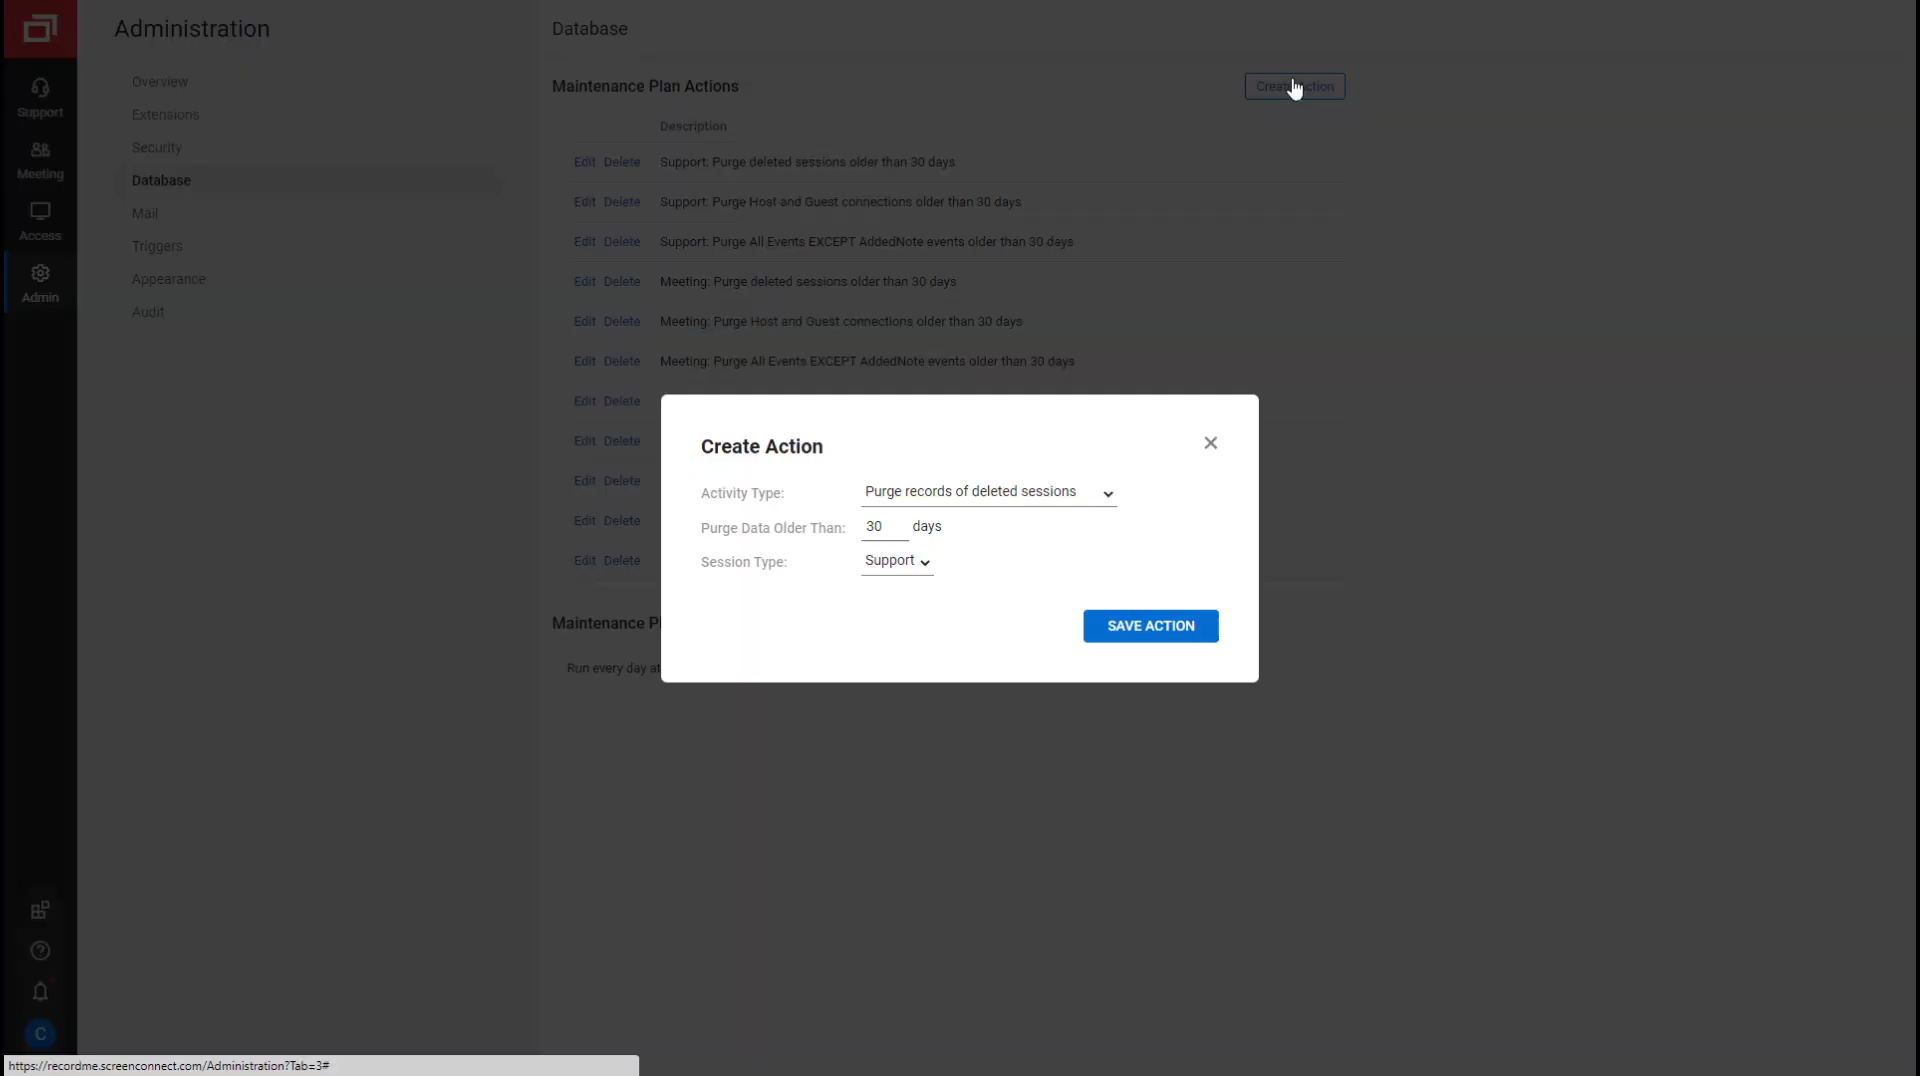 Administration
Database
Support
Meeting
Access
Admin
Overview
Extensions
Security
Database
Mail
Triggers
Appearance
Audit
Maintenance Plan Actions
Description
Edit Delete Support: Purge deleted sessions older than 30 days
Edit Delete Support: Purge Host and Guest connections older than 30 days
Edit Delete Support: Purge All Events EXCEPT AddedNote events older than 30 days
Edit Delete Meeting: Purge deleted sessions older than 30 days
Edit Delete Meeting: Purge Host and Guest connections older than 30 days
Edit Delete Meeting: Purge All Events EXCEPT AddedNote events older than 30 days
Edit Delete
Edit Delete
Edit Delete
Edit Delete
Edit Delete
Maintenance
Run every day at
Create Action
Activity Type: Purge records of deleted sessions
Purge Data Older Than: 30 days
Session Type: Support
SAVE ACTION
C
https://recordme.screenconnect.com/Administration?Tab=3#